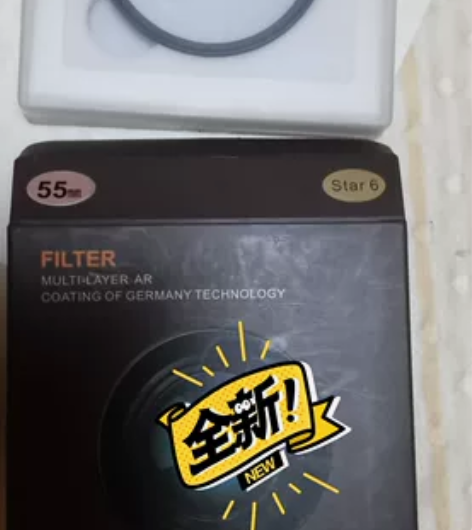 55mm
Star 6
FILTER
MULTI-LAYER AR
COATING OF GERMANY TECHNOLOGY
全新!
NEW